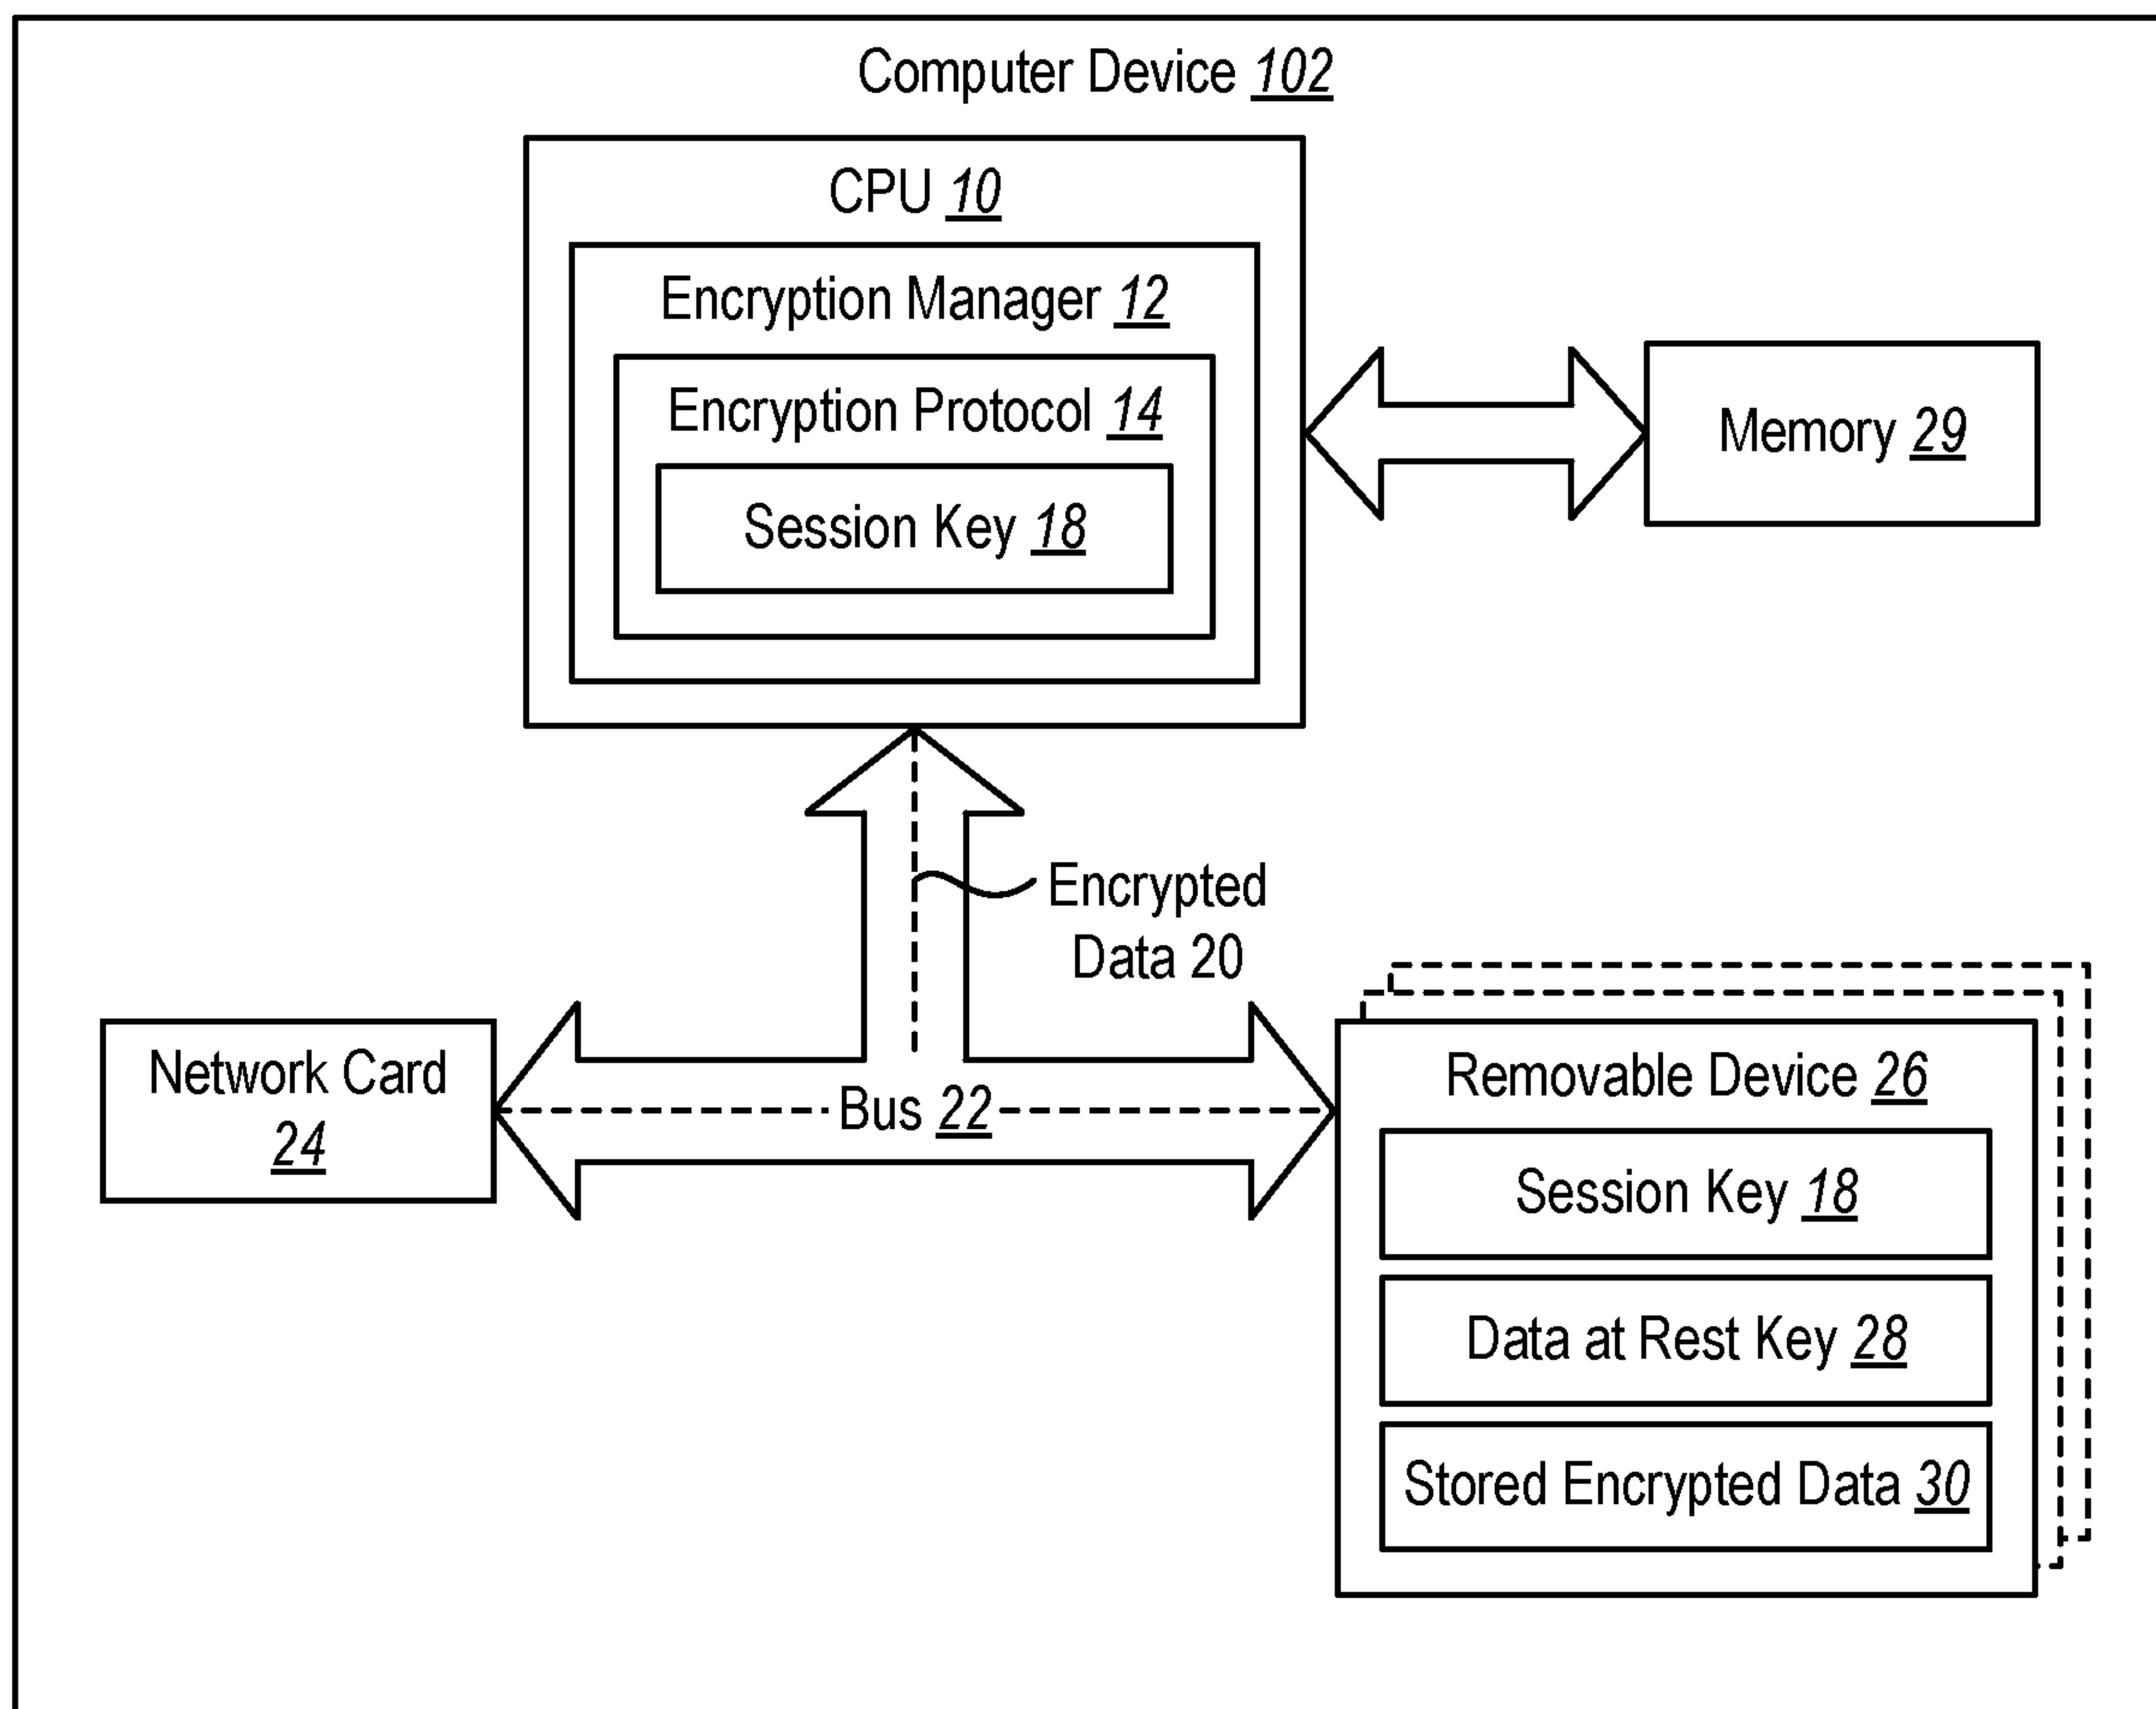 Computer Device 102
CPU 10
Encryption Manager 12
Encryption Protocol 14
Session Key 18
Memory 29
Encrypted
Data 20
Network Card
24
Bus 22
Removable Device 26
Session Key 18
Data at Rest Key 28
Stored Encrypted Data 30